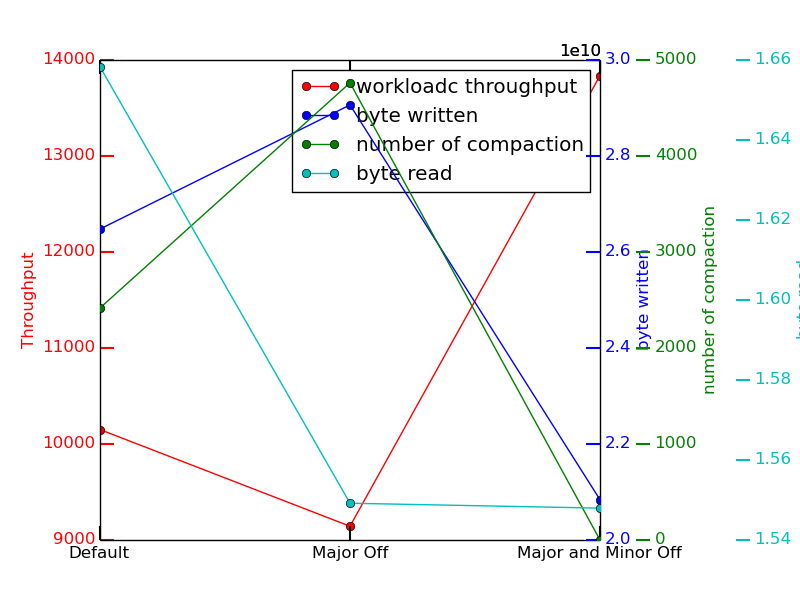 1e10
14000
13000
12000
11000
10000
9000
Throughput
workloadc throughput
byte written
number of compaction
byte read
Default
Major Off
Major and Minor Off
3.0
2.8
2.6
2.4
2.2
2.0
byte written
5000
4000
3000
2000
1000
0
number of compaction
1.66
1.64
1.62
1.60
1.58
1.56
1.54